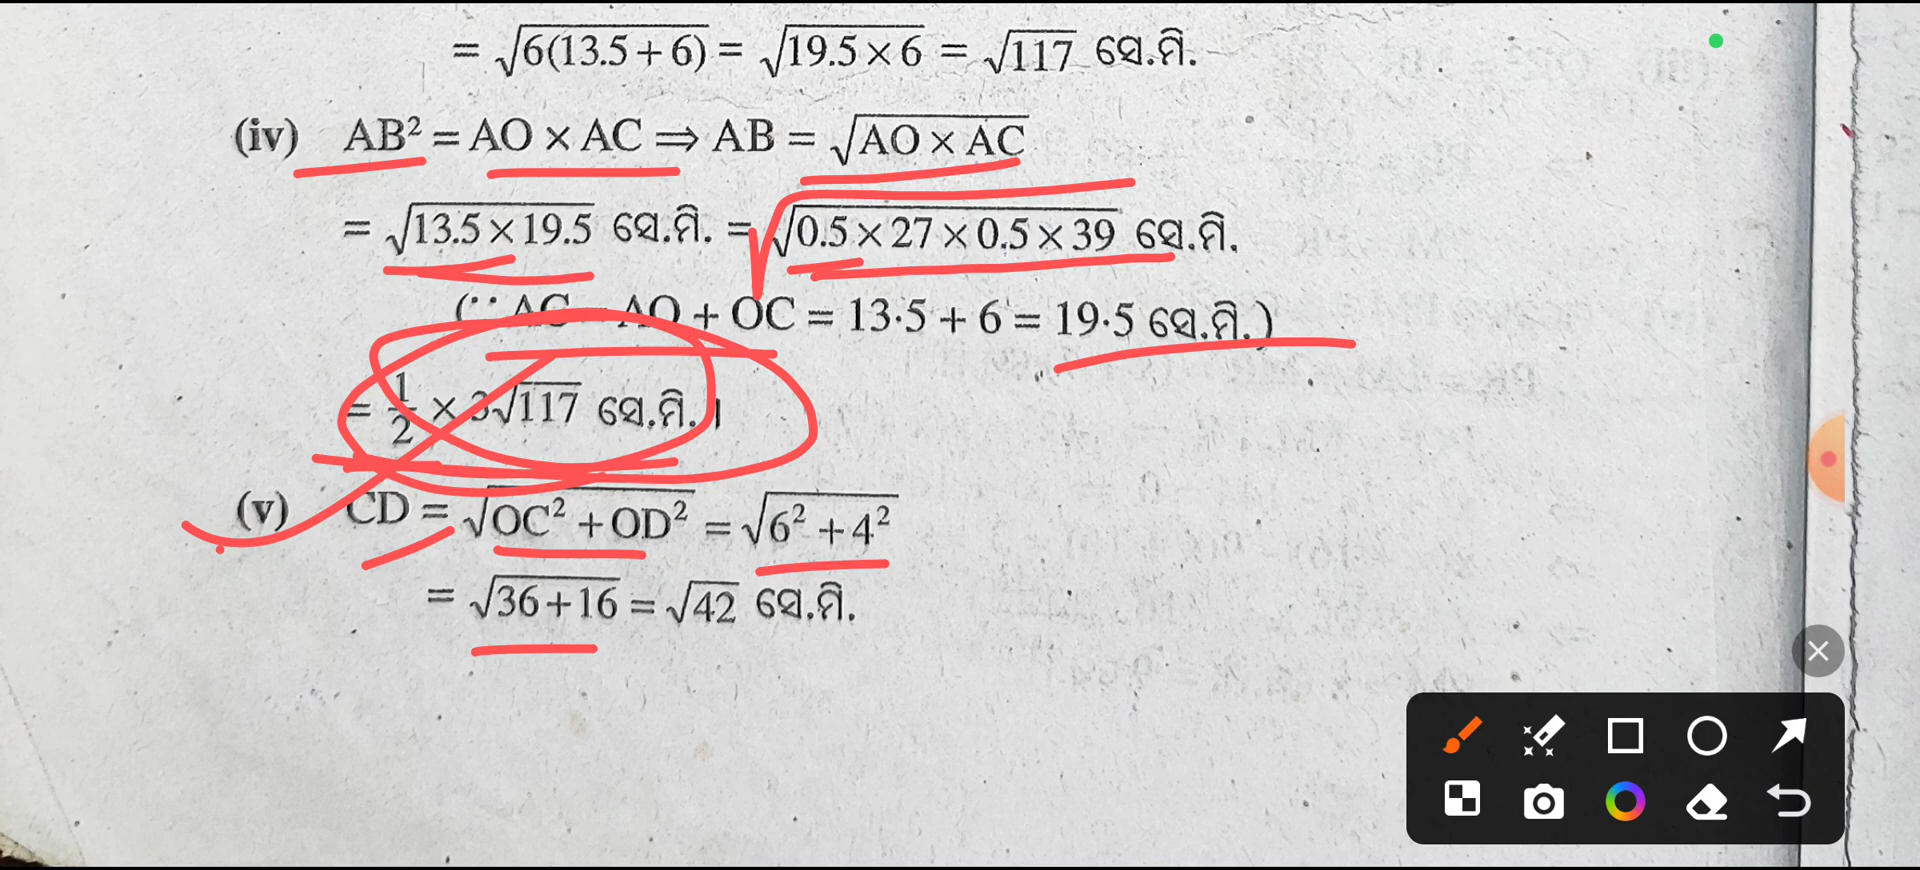 = √6(13.5 + 6) = √19.5 × 6 = √117 ସେ.ମି.
(iv) AB² = AO × AC ⇒ AB = √AO × AC
= √13.5 × 19.5 ସେ.ମି. = √0.5 × 27 × 0.5 × 39 ସେ.ମି.
(∵ AC = AO + OC = 13·5 + 6 = 19·5 ସେ.ମି.)
= 1/2 × 3√117 ସେ.ମି. ।
(v) CD = √OC² + OD² = √6² + 4²
= √36+16 = √42 ସେ.ମି.